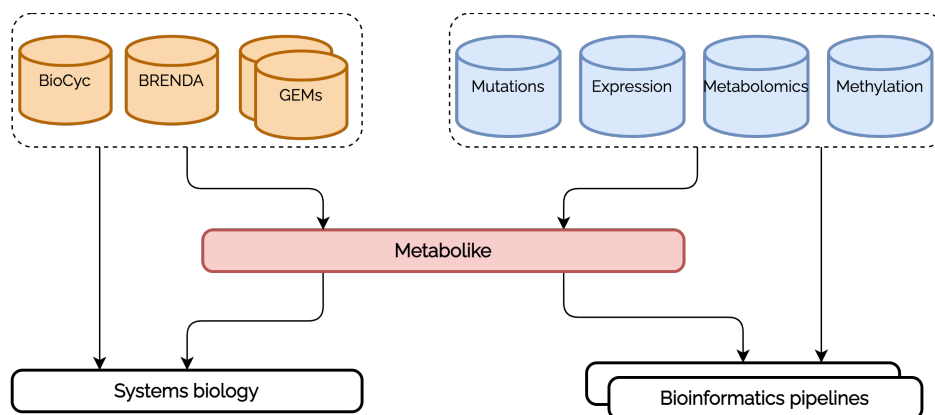 BioCyc
BRENDA
GEMs
Mutations
Expression
Metabolomics
Methylation
Metabolike
Systems biology
Bioinformatics pipelines